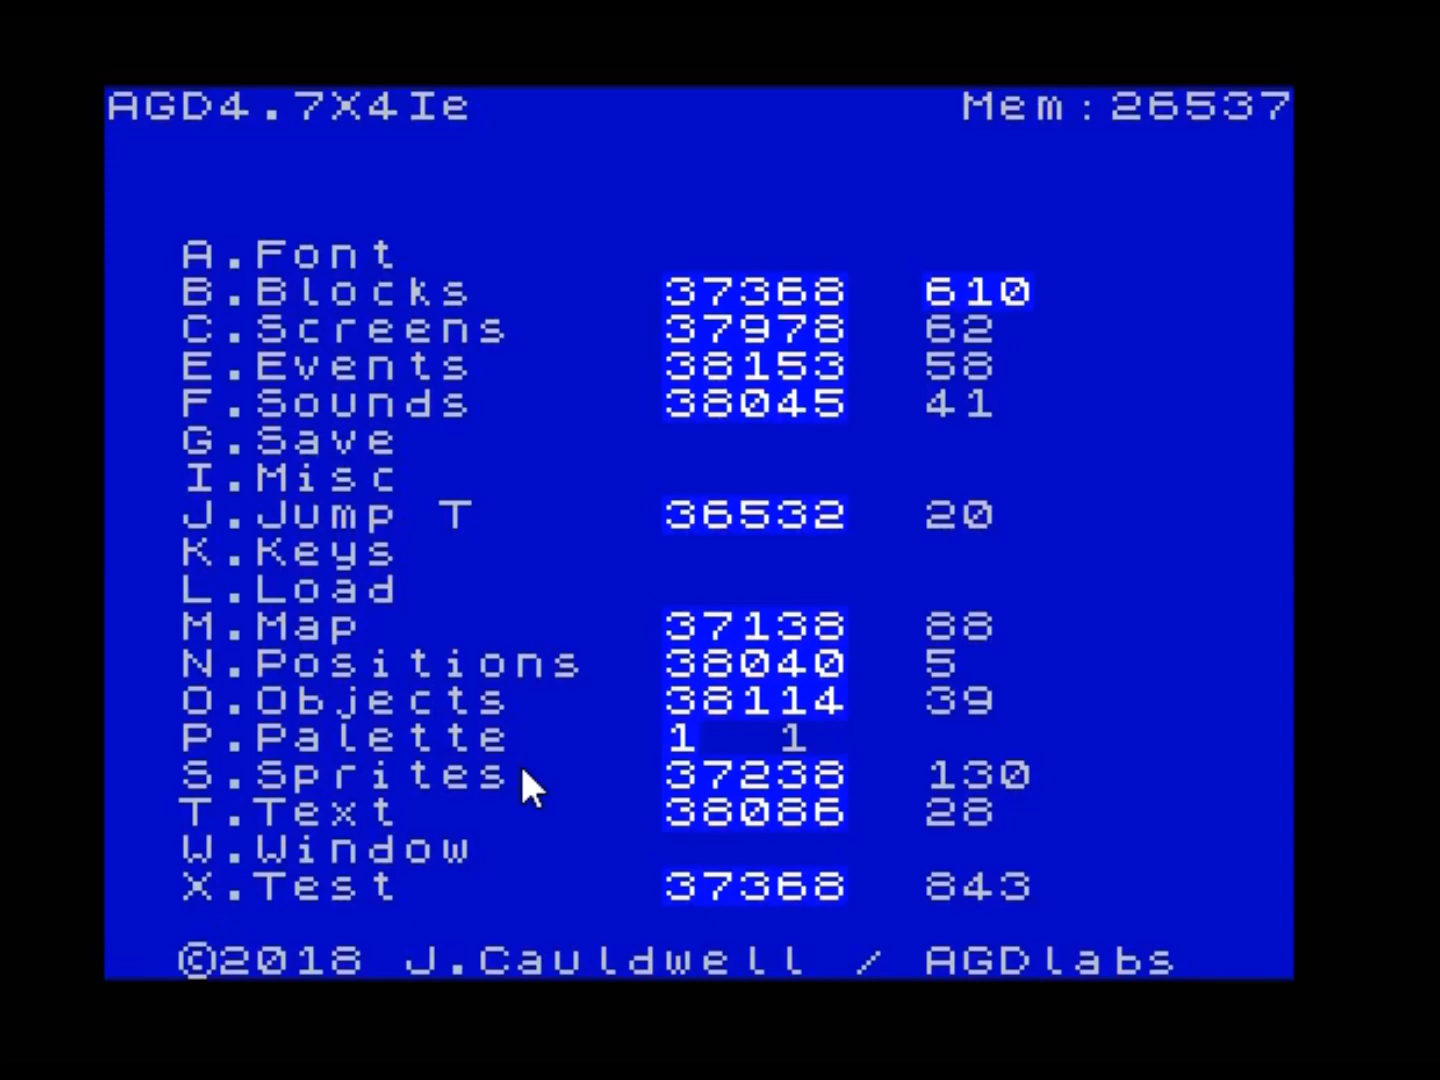 AGD4.7X4Ie Mem:26537
A.Font
B.Blocks 37368 610
C.Screens 37978 62
E.Events 38153 58
F.Sounds 38045 41
G.Save
I.Misc
J.Jump T 36532 20
K.Keys
L.Load
M.Map 37138 88
N.Positions 38040 5
O.Objects 38114 39
P.Palette 1 1
S.Sprites 37238 130
T.Text 38086 28
W.Window
X.Test 37368 843
©2018 J.Cauldwell / AGDlabs